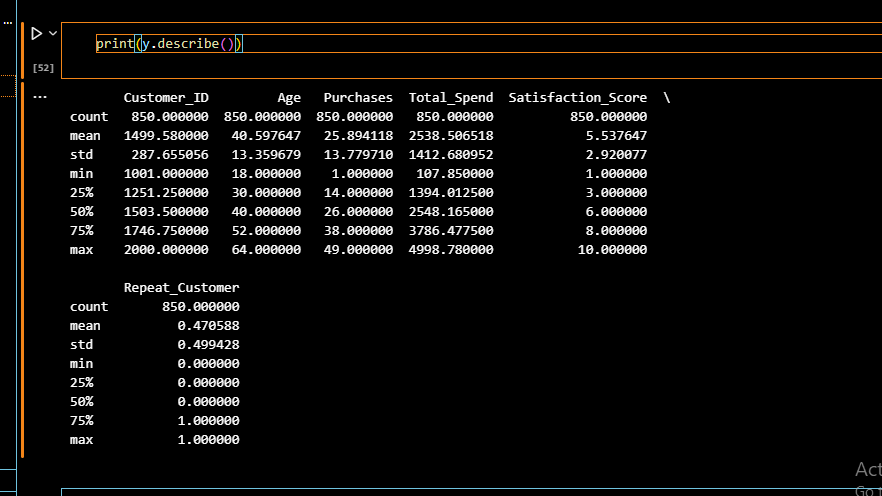 ...
print(y.describe())
[52]
...
Customer_ID Age Purchases Total_Spend Satisfaction_Score \
count 850.000000 850.000000 850.000000 850.000000 850.000000
mean 1499.580000 40.597647 25.894118 2538.506518 5.537647
std 287.655056 13.359679 13.779710 1412.680952 2.920077
min 1001.000000 18.000000 1.000000 107.850000 1.000000
25% 1251.250000 30.000000 14.000000 1394.012500 3.000000
50% 1503.500000 40.000000 26.000000 2548.165000 6.000000
75% 1746.750000 52.000000 38.000000 3786.477500 8.000000
max 2000.000000 64.000000 49.000000 4998.780000 10.000000
Repeat_Customer
count 850.000000
mean 0.470588
std 0.499428
min 0.000000
25% 0.000000
50% 0.000000
75% 1.000000
max 1.000000
Act